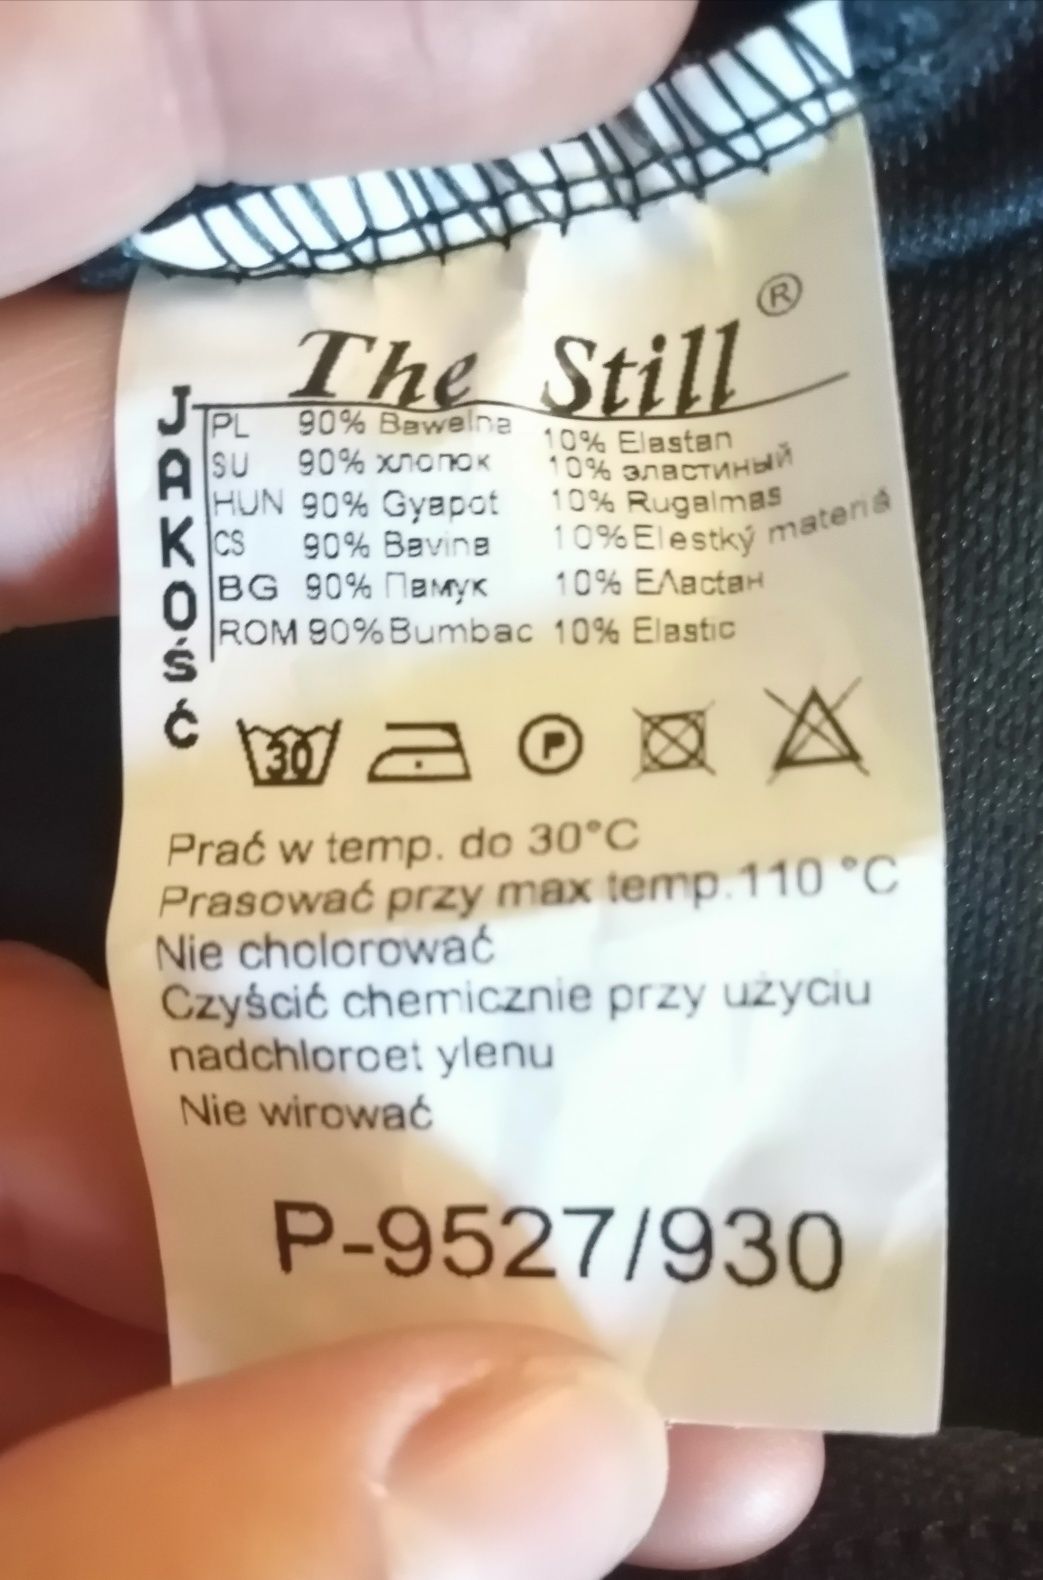 The Still ®
JAKOŚĆ
PL 90% Bawełna 10% Elastan
SU 90% хлопок 10% эластиный
HUN 90% Gyapot 10% Rugalmas
CS 90% Bavina 10% Elestký materiá
BG 90% Памук 10% ЕЛастан
ROM 90% Bumbac 10% Elastic
30 P
Prać w temp. do 30°C
Prasować przy max temp.110 °C
Nie cholorować
Czyścić chemicznie przy użyciu
nadchloroet ylenu
Nie wirować
P-9527/930